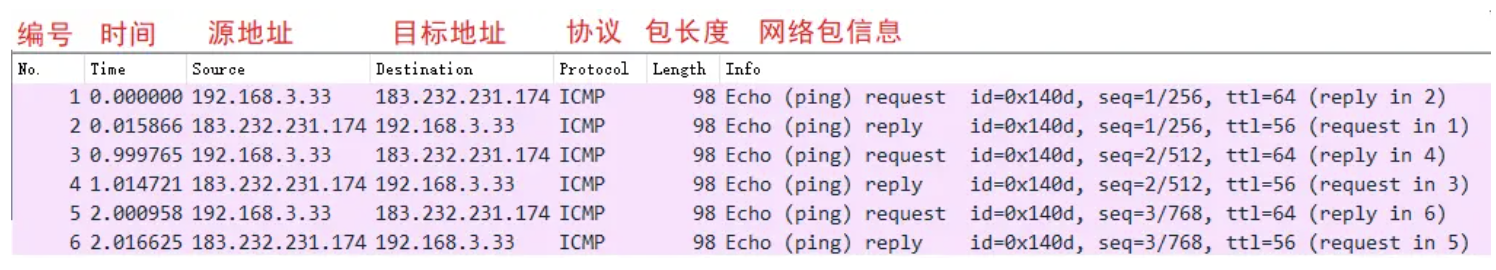 编号 时间 源地址 目标地址 协议 包长度 网络包信息
No. Time Source Destination Protocol Length Info
1 0.000000 192.168.3.33 183.232.231.174 ICMP 98 Echo (ping) request id=0x140d, seq=1/256, ttl=64 (reply in 2)
2 0.015866 183.232.231.174 192.168.3.33 ICMP 98 Echo (ping) reply id=0x140d, seq=1/256, ttl=56 (request in 1)
3 0.999765 192.168.3.33 183.232.231.174 ICMP 98 Echo (ping) request id=0x140d, seq=2/512, ttl=64 (reply in 4)
4 1.014721 183.232.231.174 192.168.3.33 ICMP 98 Echo (ping) reply id=0x140d, seq=2/512, ttl=56 (request in 3)
5 2.000958 192.168.3.33 183.232.231.174 ICMP 98 Echo (ping) request id=0x140d, seq=3/768, ttl=64 (reply in 6)
6 2.016625 183.232.231.174 192.168.3.33 ICMP 98 Echo (ping) reply id=0x140d, seq=3/768, ttl=56 (request in 5)